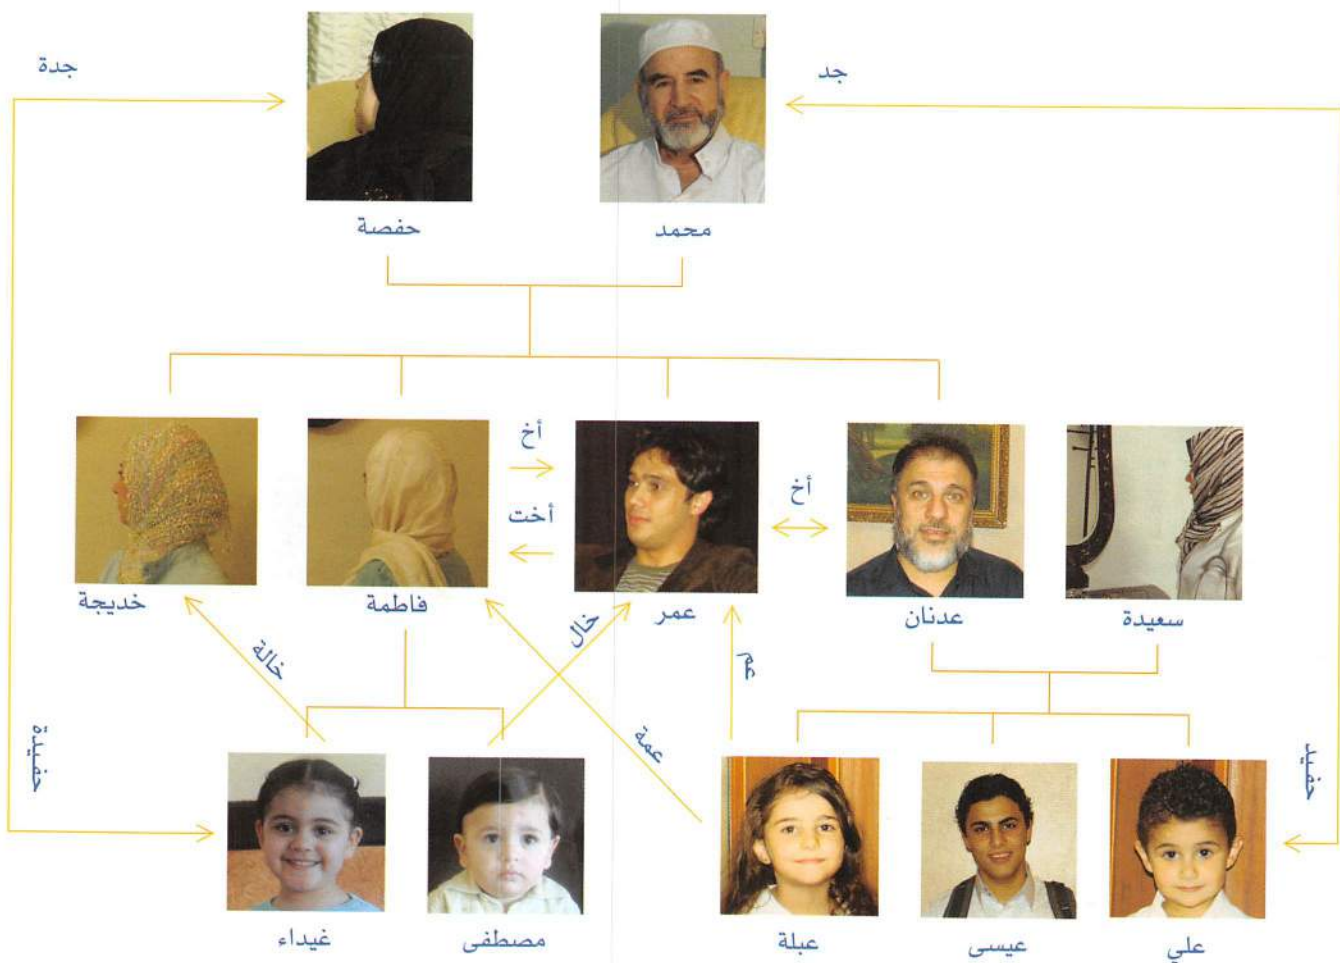 جد
جدة
محمد
حفصة
أخ
أخ
أخت
سعيدة
عدنان
عمر
فاطمة
خديجة
عم
خال
خالة
عمة
حفيد
حفيدة
علي
عيسى
عبلة
مصطفى
غيداء